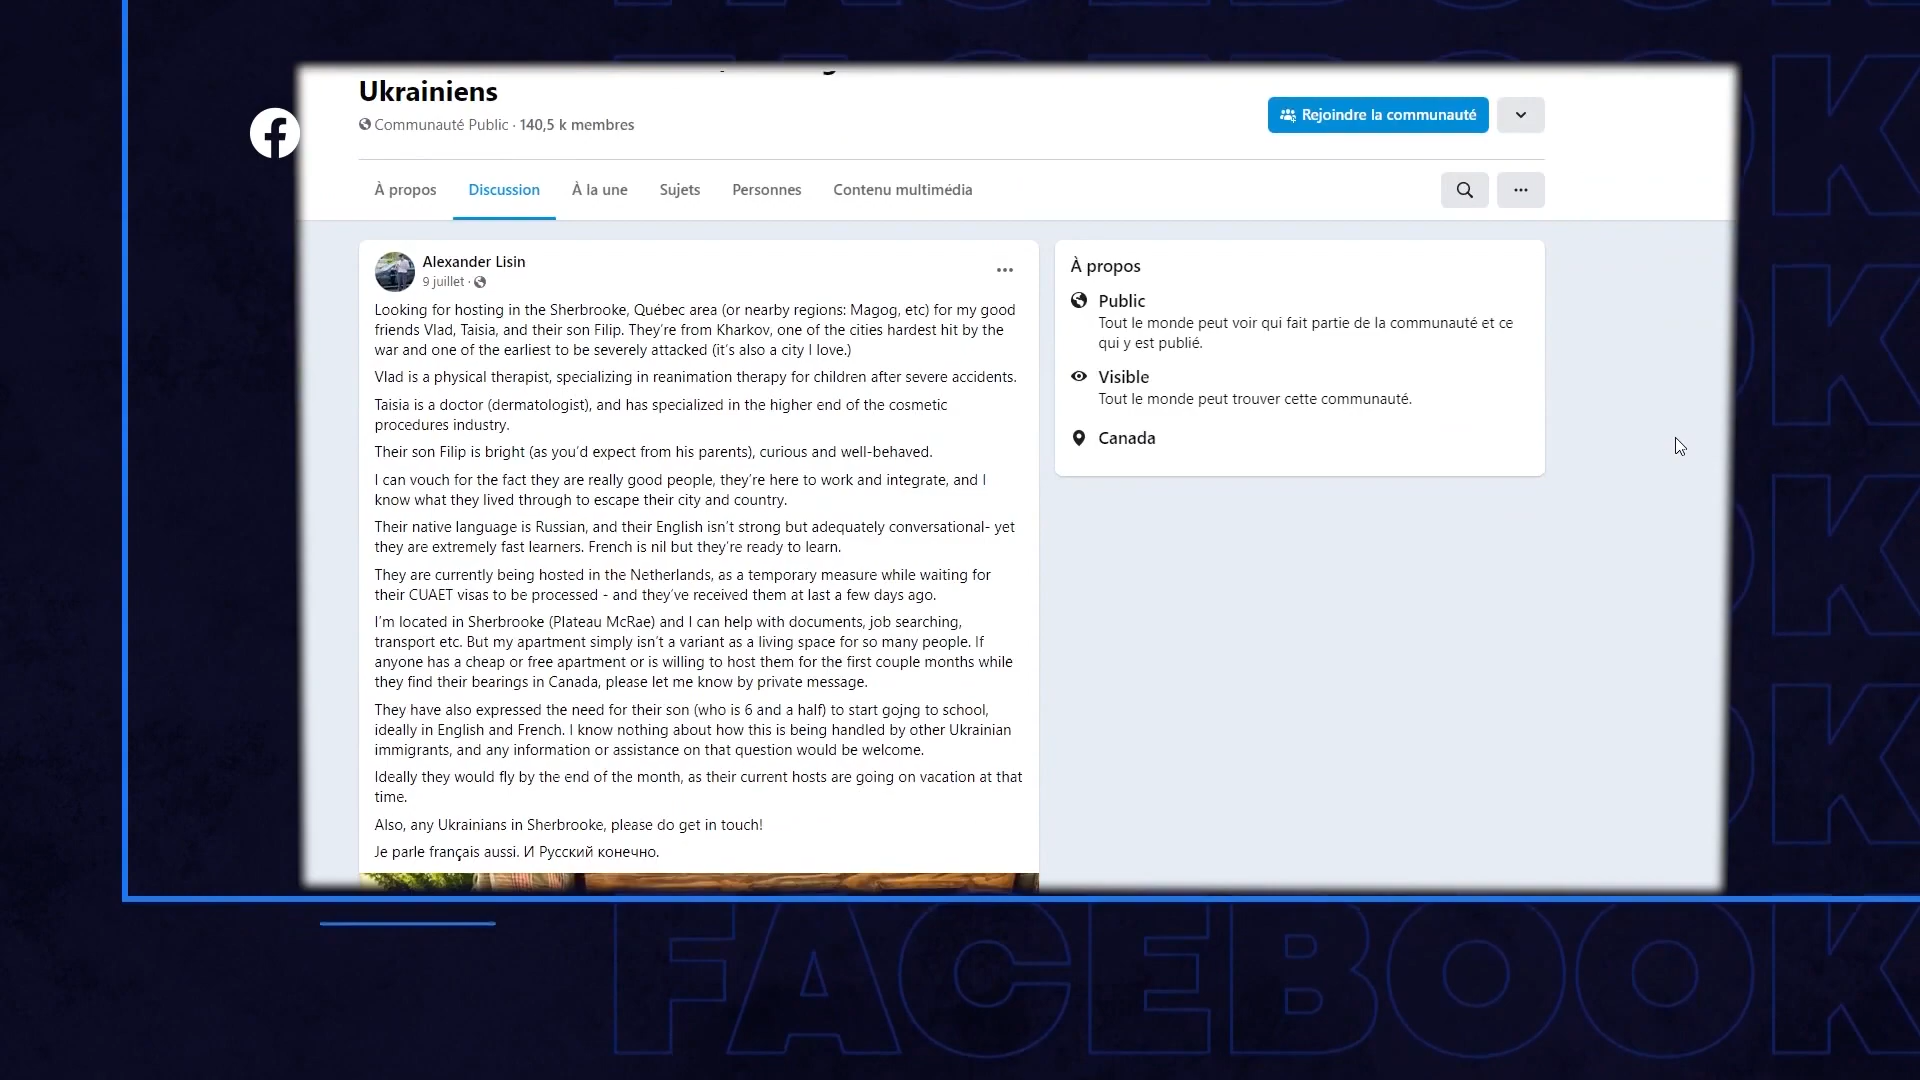 Ukrainiens
Communauté Public · 140,5 k membres
Rejoindre la communauté
À propos
Discussion
À la une
Sujets
Personnes
Contenu multimédia
Alexander Lisin
9 juillet ·
Looking for hosting in the Sherbrooke, Québec area (or nearby regions: Magog, etc) for my good
friends Vlad, Taisia, and their son Filip. They’re from Kharkov, one of the cities hardest hit by the
war and one of the earliest to be severely attacked (it’s also a city I love.)
Vlad is a physical therapist, specializing in reanimation therapy for children after severe accidents.
Taisia is a doctor (dermatologist), and has specialized in the higher end of the cosmetic
procedures industry.
Their son Filip is bright (as you’d expect from his parents), curious and well-behaved.
I can vouch for the fact they are really good people, they’re here to work and integrate, and I
know what they lived through to escape their city and country.
Their native language is Russian, and their English isn’t strong but adequately conversational- yet
they are extremely fast learners. French is nil but they’re ready to learn.
They are currently being hosted in the Netherlands, as a temporary measure while waiting for
their CUAET visas to be processed - and they’ve received them at last a few days ago.
I’m located in Sherbrooke (Plateau McRae) and I can help with documents, job searching,
transport etc. But my apartment simply isn’t a variant as a living space for so many people. If
anyone has a cheap or free apartment or is willing to host them for the first couple months while
they find their bearings in Canada, please let me know by private message.
They have also expressed the need for their son (who is 6 and a half) to start gojng to school,
ideally in English and French. I know nothing about how this is being handled by other Ukrainian
immigrants, and any information or assistance on that question would be welcome.
Ideally they would fly by the end of the month, as their current hosts are going on vacation at that
time.
Also, any Ukrainians in Sherbrooke, please do get in touch!
Je parle français aussi. И Русский конечно.
À propos
Public
Tout le monde peut voir qui fait partie de la communauté et ce
qui y est publié.
Visible
Tout le monde peut trouver cette communauté.
Canada
FACEBOOK